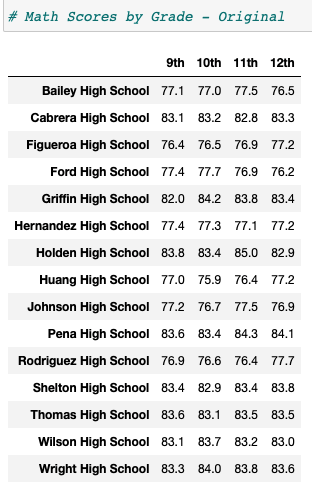 # Math Scores by Grade - Original
9th 10th 11th 12th
Bailey High School 77.1 77.0 77.5 76.5
Cabrera High School 83.1 83.2 82.8 83.3
Figueroa High School 76.4 76.5 76.9 77.2
Ford High School 77.4 77.7 76.9 76.2
Griffin High School 82.0 84.2 83.8 83.4
Hernandez High School 77.4 77.3 77.1 77.2
Holden High School 83.8 83.4 85.0 82.9
Huang High School 77.0 75.9 76.4 77.2
Johnson High School 77.2 76.7 77.5 76.9
Pena High School 83.6 83.4 84.3 84.1
Rodriguez High School 76.9 76.6 76.4 77.7
Shelton High School 83.4 82.9 83.4 83.8
Thomas High School 83.6 83.1 83.5 83.5
Wilson High School 83.1 83.7 83.2 83.0
Wright High School 83.3 84.0 83.8 83.6